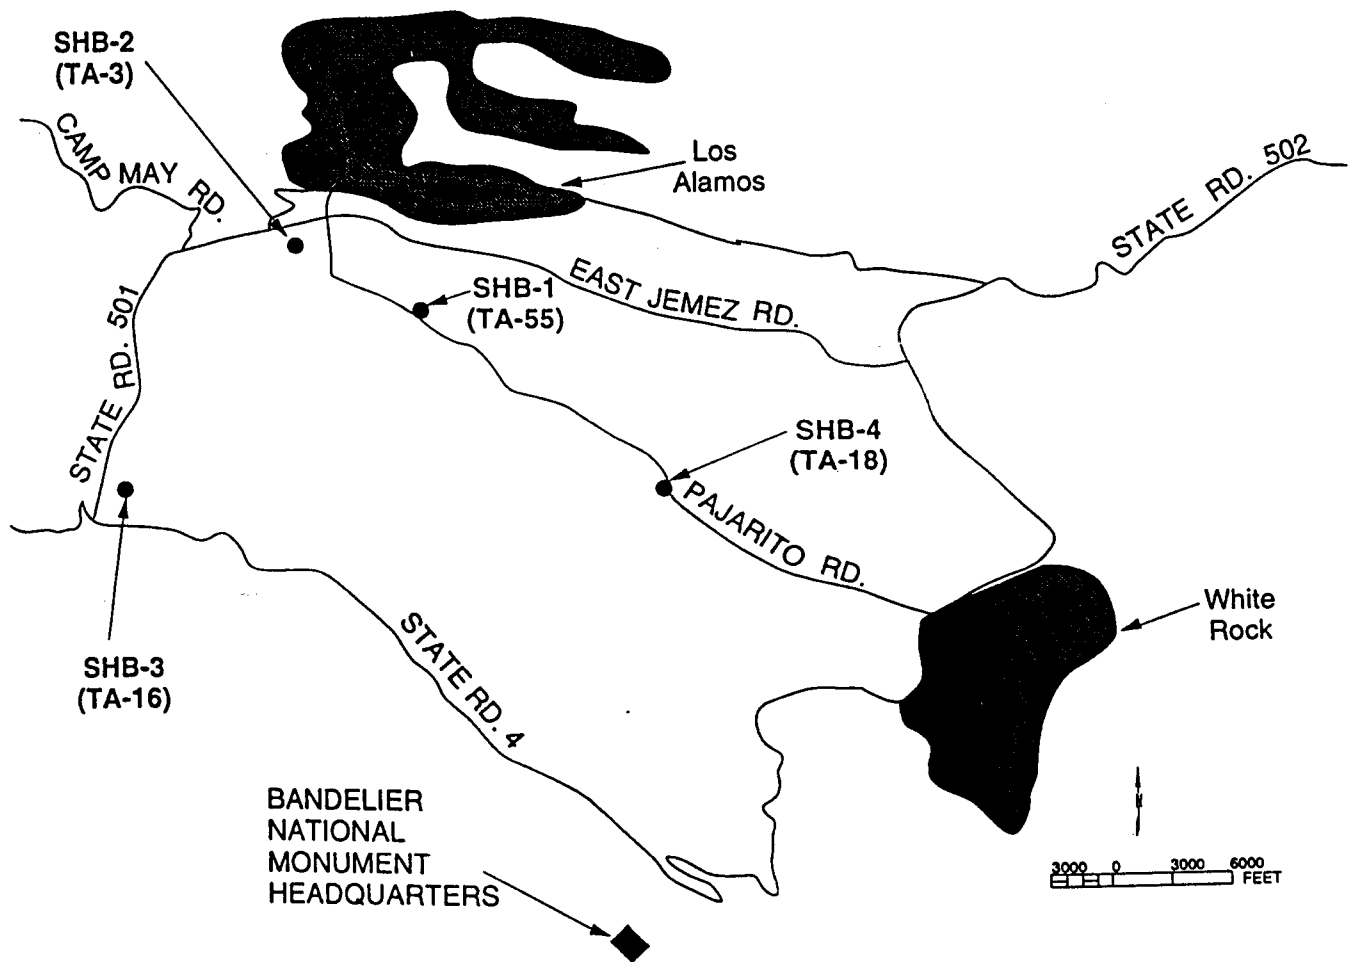 SHB-2
(TA-3)
CAMP MAY RD.
Los
Alamos
STATE RD. 502
EAST JEMEZ RD.
SHB-1
(TA-55)
STATE RD. 501
SHB-4
(TA-18)
PAJARITO RD.
White
Rock
SHB-3
(TA-16)
STATE RD. 4
BANDELIER
NATIONAL
MONUMENT
HEADQUARTERS
N
3000 0 3000 6000
FEET